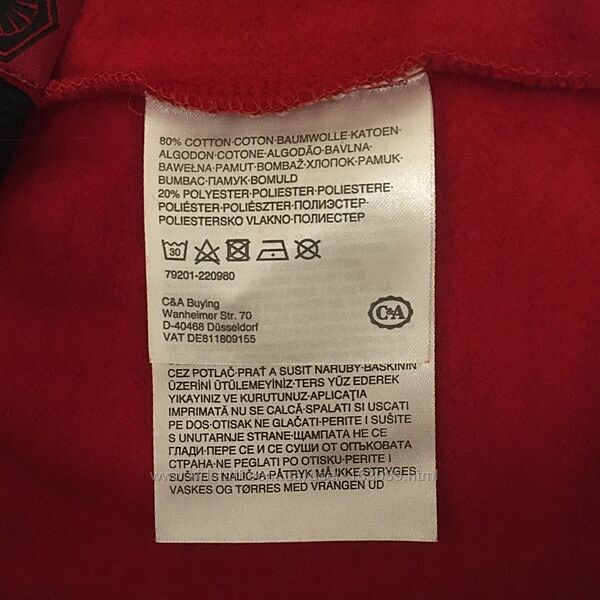 80% COTTON·COTON·BAUMWOLLE·KATOEN·
ALGODON·COTONE·ALGODÃO·BAVLNA·
BAWEŁNA·PAMUT·BOMBAŽ·ХЛОПОК·PAMUK·
BUMBAC·ПАМУК·BOMULD
20% POLYESTER·POLIESTER·POLIESTERE·
POLIÉSTER·POLIÉSZTER·ПОЛИЭСТЕР·
POLIESTERSKO VLAKNO·ПОЛИЕСТЕР
30
79201-220980
C&A Buying
Wanheimer Str. 70
D-40468 Düsseldorf
VAT DE811809155
C&A
CEZ POTLAČ·PRAŤ A SUSIT NARUBY·BASKININ
ÜZERİNİ ÜTÜLEMEYİNİZ·TERS YÜZ EDEREK
YIKAYINIZ VE KURUTUNUZ·APLICAŢIA
IMPRIMATĂ NU SE CALCĂ·SPALATI SI USCATI
PE DOS·OTISAK NE GLAČATI·PERITE I SUŠITE
S UNUTARNJE STRANE·ЩАМПАТА НЕ СЕ
ГЛАДИ·ПЕРЕ СЕ И СЕ СУШИ ОТ ОПЪКОВАТА
СТРАНА·NE PEGLATI PO OTISKU·PERITE I
SUŠITE S NALIČJA·PÅTRYK MÅ IKKE STRYGES·
VASKES OG TØRRES MED VRANGEN UD